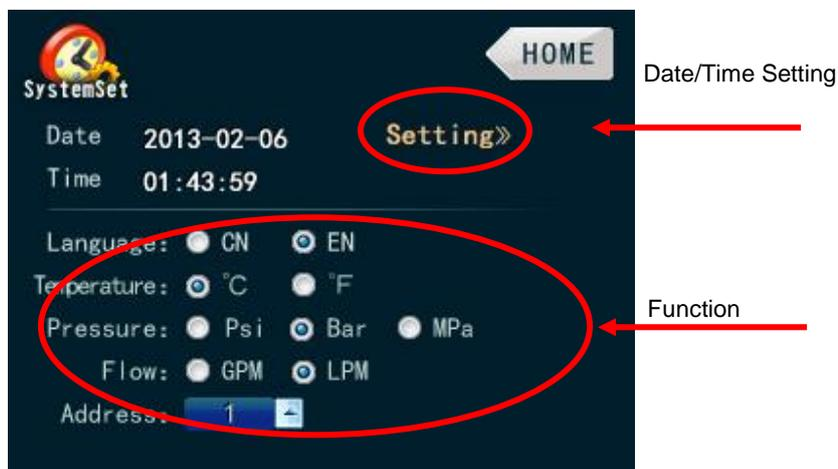 HOME
SystemSet
Date/Time Setting
Date 2013-02-06 Setting»
Time 01:43:59
Language: CN EN
Temperature: °C °F
Function
Pressure: Psi Bar MPa
Flow: GPM LPM
Address: 1